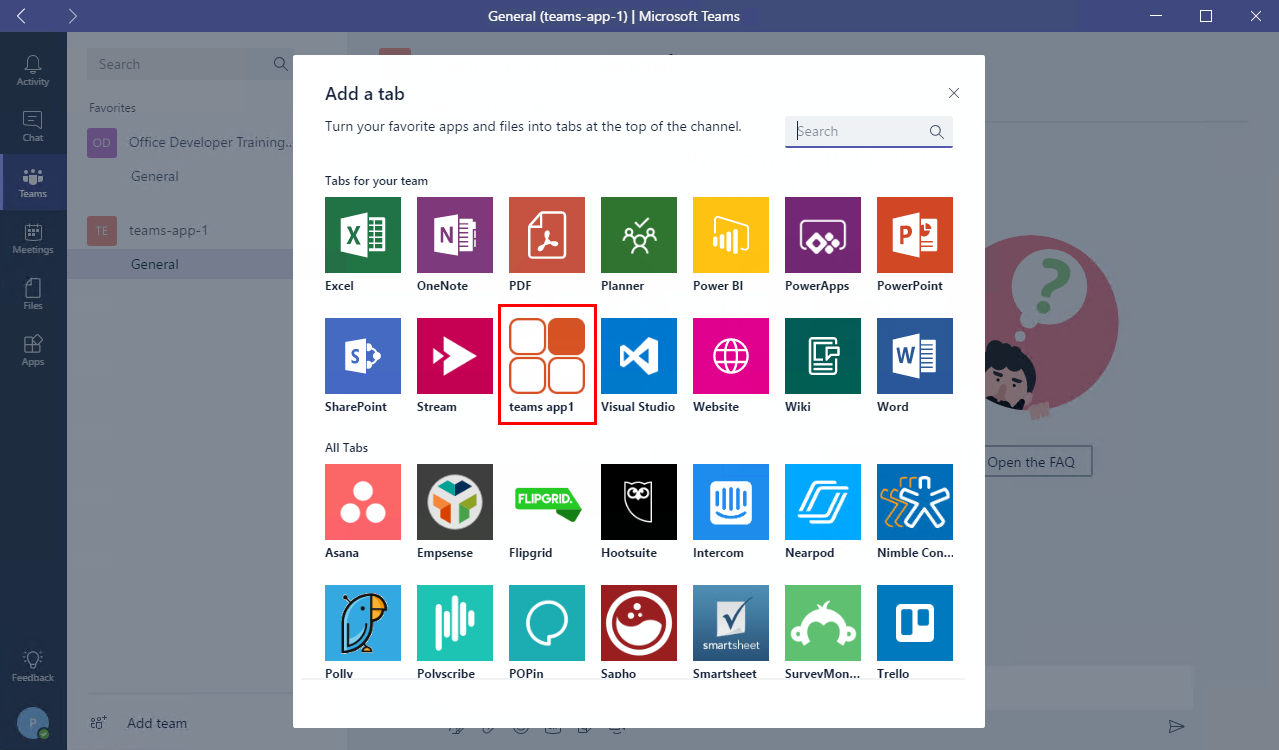 General (teams-app-1) | Microsoft Teams
Activity
Chat
Teams
Meetings
Files
Apps
Feedback
P
Search
Favorites
OD Office Developer Training...
General
TE teams-app-1
General
Add team
Add a tab
Turn your favorite apps and files into tabs at the top of the channel.
Search
Tabs for your team
Excel OneNote PDF Planner Power BI PowerApps PowerPoint
SharePoint Stream teams app1 Visual Studio Website Wiki Word
All Tabs
FLIPGRID.
Asana Empsense Flipgrid Hootsuite Intercom Nearpod Nimble Con...
smartsheet
Polly Polyscribe POPin Sapho Smartsheet SurveyMon... Trello
Open the FAQ